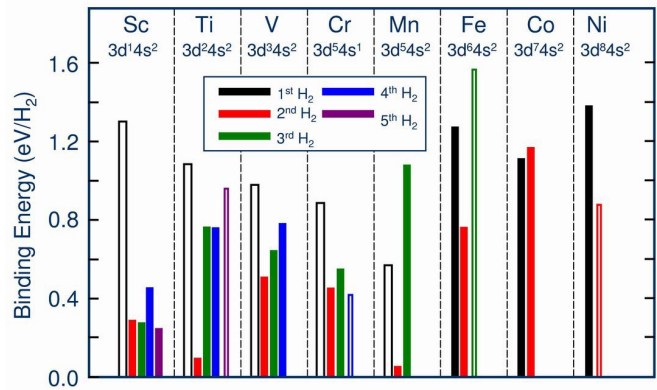 Sc Ti V Cr Mn Fe Co Ni
3d¹4s² 3d²4s² 3d³4s² 3d⁵4s¹ 3d⁵4s² 3d⁶4s² 3d⁷4s² 3d⁸4s²
1ˢᵗ H₂ 4ᵗʰ H₂
2ⁿᵈ H₂ 5ᵗʰ H₂
3ʳᵈ H₂
Binding Energy (eV/H₂)
1.6
1.2
0.8
0.4
0.0